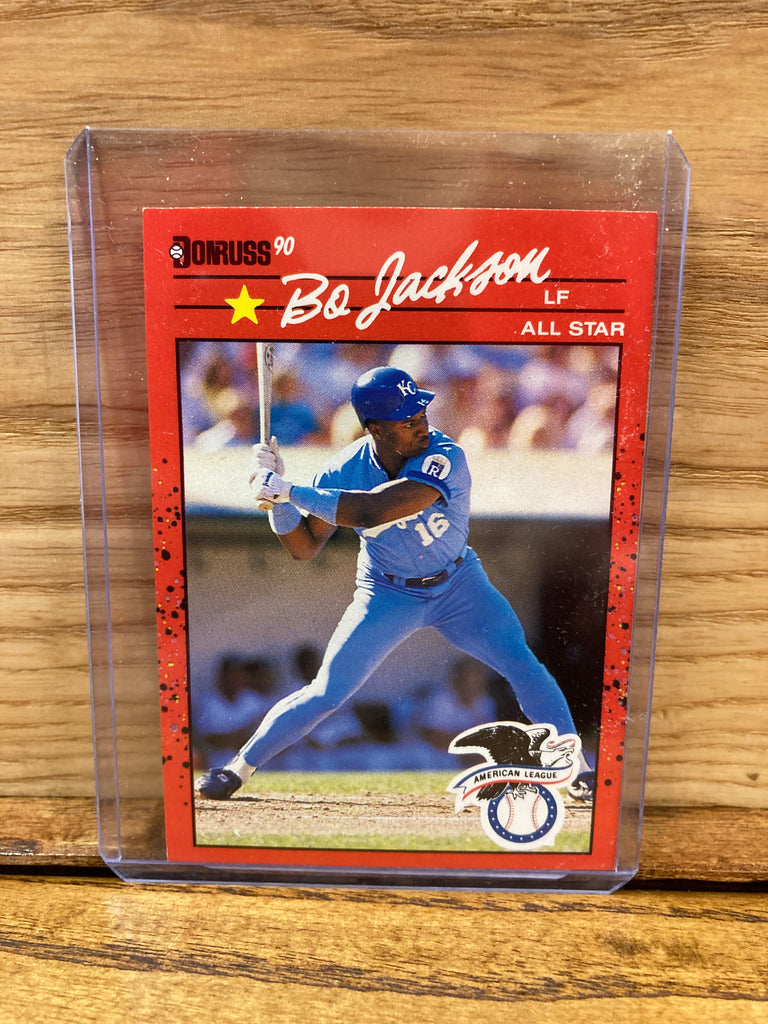 DONRUSS 90
Bo Jackson
LF
ALL STAR
KC
R
16
AMERICAN LEAGUE